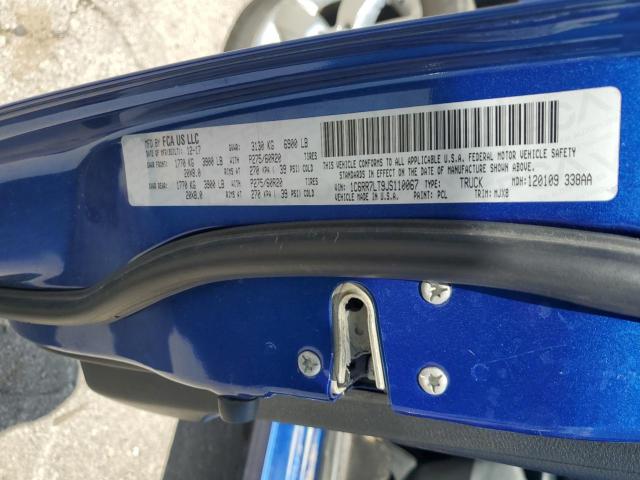 MFD BY FCA US LLC
DATE OF MFR(BUILT): 12-17
GVWR: 3130 KG 6900 LB
GAWR FRONT: 1770 KG 3900 LB WITH P275/60R20 TIRES
20X8.0 RIMS AT 270 KPA ( 39 PSI) COLD
GAWR REAR: 1770 KG 3900 LB WITH P275/60R20 TIRES
20X8.0 RIMS AT 270 KPA ( 39 PSI) COLD
THIS VEHICLE CONFORMS TO ALL APPLICABLE U.S.A. FEDERAL MOTOR VEHICLE SAFETY
STANDARDS IN EFFECT ON THE DATE OF
MANUFACTURE SHOWN ABOVE.
VIN: 1C6RR7LT9JS110067 TYPE: TRUCK MDH: 120109 338AA
VEHICLE MADE IN U.S.A. PAINT: PCL TRIM: MJX8